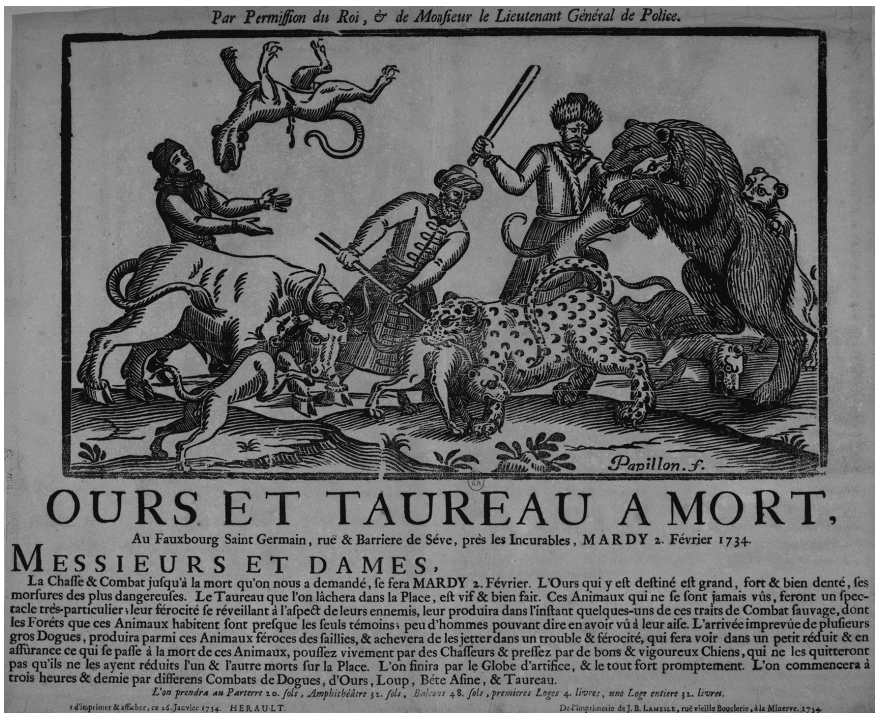 Par Permiſſion du Roi, & de Monſieur le Lieutenant Général de Police.
Papillon. f.
OURS ET TAUREAU A MORT,
Au Fauxbourg Saint Germain, ruë & Barriere de Séve, près les Incurables, MARDY 2. Février 1734.
MESSIEURS ET DAMES,
La Chaſſe & Combat juſqu'à la mort qu'on nous a demandé, ſe fera MARDY 2. Février. L'Ours qui y eſt deſtiné eſt grand, fort & bien denté, ſes
morſures des plus dangereuſes. Le Taureau que l'on lâchera dans la Place, eſt vif & bien fait. Ces Animaux qui ne ſe ſont jamais vûs, feront un ſpec-
tacle très-particulier; leur férocité ſe réveillant à l'aſpect de leurs ennemis, leur produira dans l'inſtant quelques-uns de ces traits de Combat ſauvage, dont
les Forêts que ces Animaux habitent ſont preſque les ſeuls témoins; peu d'hommes pouvant dire en avoir vû à leur aiſe. L'arrivée imprevûe de pluſieurs
gros Dogues, produira parmi ces Animaux féroces des ſaillies, & achevera de les jetter dans un trouble & férocité, qui fera voir dans un petit réduit & en
aſſûrance ce qui ſe paſſe à la mort de ces Animaux, pouſſez vivement par des Chaſſeurs & preſſez par de bons & vigoureux Chiens, qui ne les quitteront
pas qu'ils ne les ayent réduits l'un & l'autre morts ſur la Place. L'on finira par le Globe d'artifice, & le tout fort promptement. L'on commencera à
trois heures & demie par differens Combats de Dogues, d'Ours, Loup, Béte Aſine, & Taureau.
L'on prendra au Parterre 20. ſols, Amphithéâtre 32. ſols, Balcons 48. ſols, premieres Loges 4. livres, une Loge entiere 32. livres.
d'imprimer & afficher, ce 26. Janvier 1734. HERAULT.
De l'imprimerie de J. B. LAMESLE, ruë vieille Bouclerie, à la Minerve. 1734